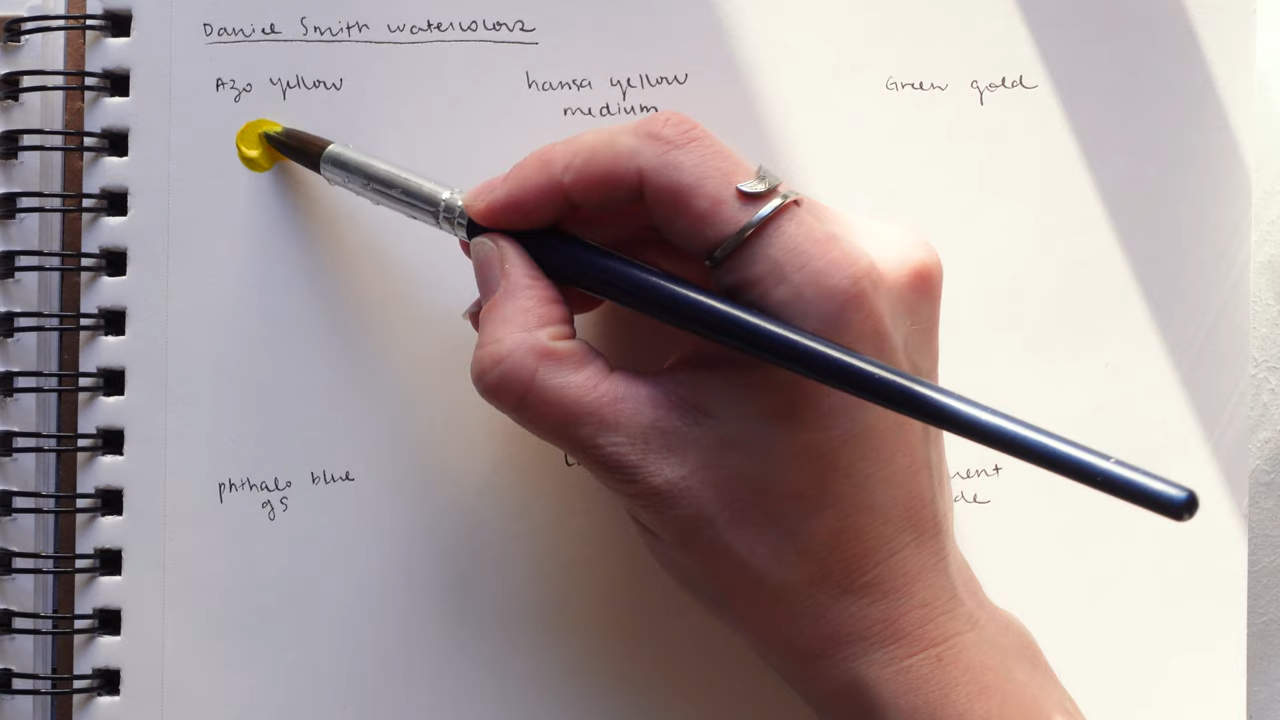 Daniel Smith watercolors
Azo yellow
hansa yellow
medium
Green gold
phthalo blue
gs